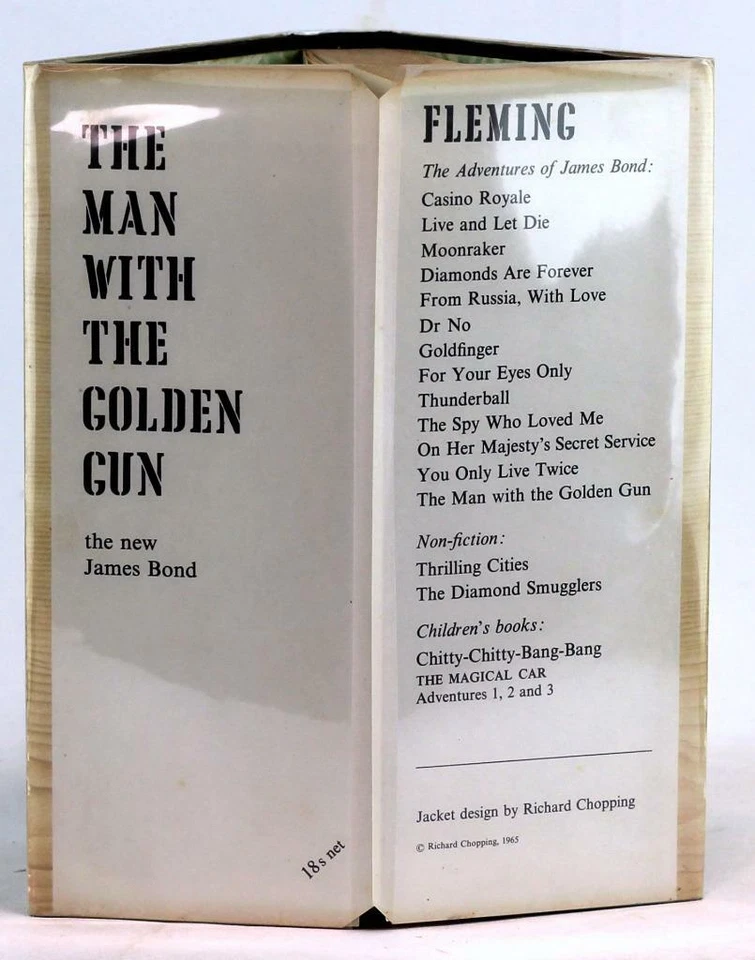 THE
MAN
WITH
THE
GOLDEN
GUN
the new
James Bond
18s net
FLEMING
The Adventures of James Bond:
Casino Royale
Live and Let Die
Moonraker
Diamonds Are Forever
From Russia, With Love
Dr No
Goldfinger
For Your Eyes Only
Thunderball
The Spy Who Loved Me
On Her Majesty's Secret Service
You Only Live Twice
The Man with the Golden Gun
Non-fiction:
Thrilling Cities
The Diamond Smugglers
Children's books:
Chitty-Chitty-Bang-Bang
THE MAGICAL CAR
Adventures 1, 2 and 3
Jacket design by Richard Chopping
© Richard Chopping, 1965